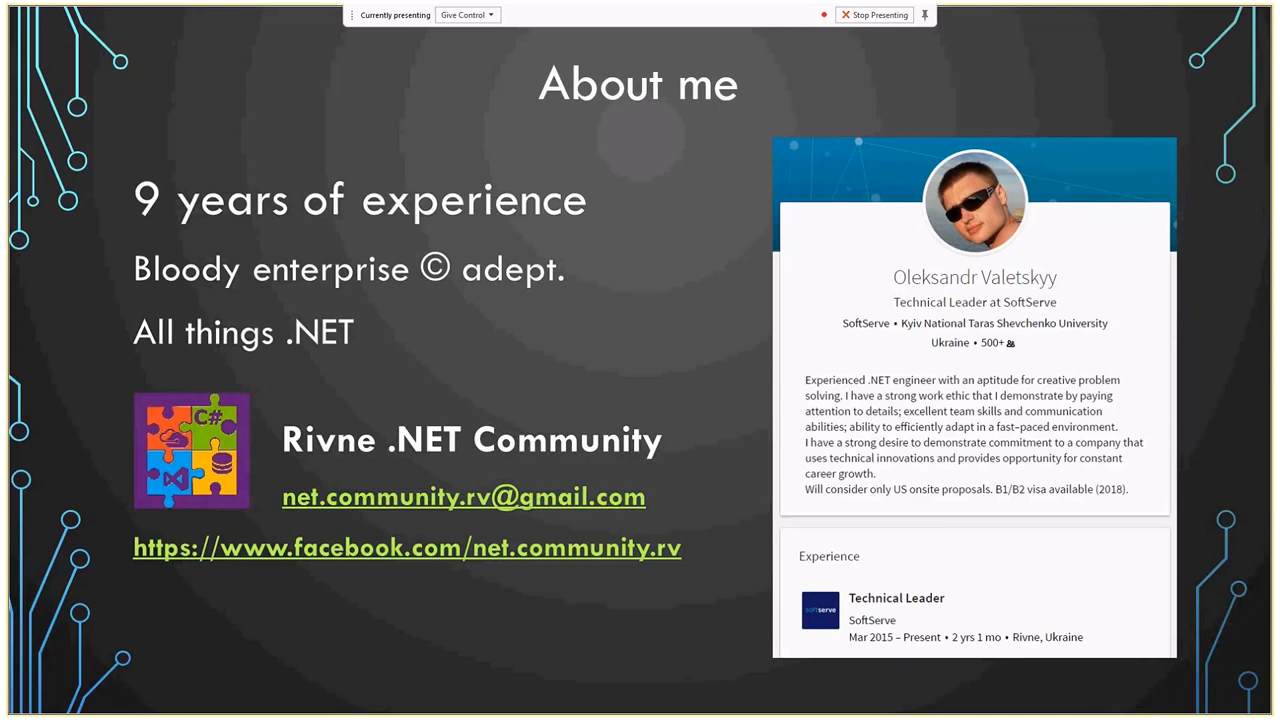 Currently presenting Give Control Stop Presenting
About me
9 years of experience
Bloody enterprise © adept.
All things .NET
C#
Rivne .NET Community
net.community.rv@gmail.com
https://www.facebook.com/net.community.rv
Oleksandr Valetskyy
Technical Leader at SoftServe
SoftServe • Kyiv National Taras Shevchenko University
Ukraine • 500+
Experienced .NET engineer with an aptitude for creative problem
solving. I have a strong work ethic that I demonstrate by paying
attention to details; excellent team skills and communication
abilities; ability to efficiently adapt in a fast–paced environment.
I have a strong desire to demonstrate commitment to a company that
uses technical innovations and provides opportunity for constant
career growth.
Will consider only US onsite proposals. B1/B2 visa available (2018).
Experience
softserve
Technical Leader
SoftServe
Mar 2015 – Present • 2 yrs 1 mo • Rivne, Ukraine